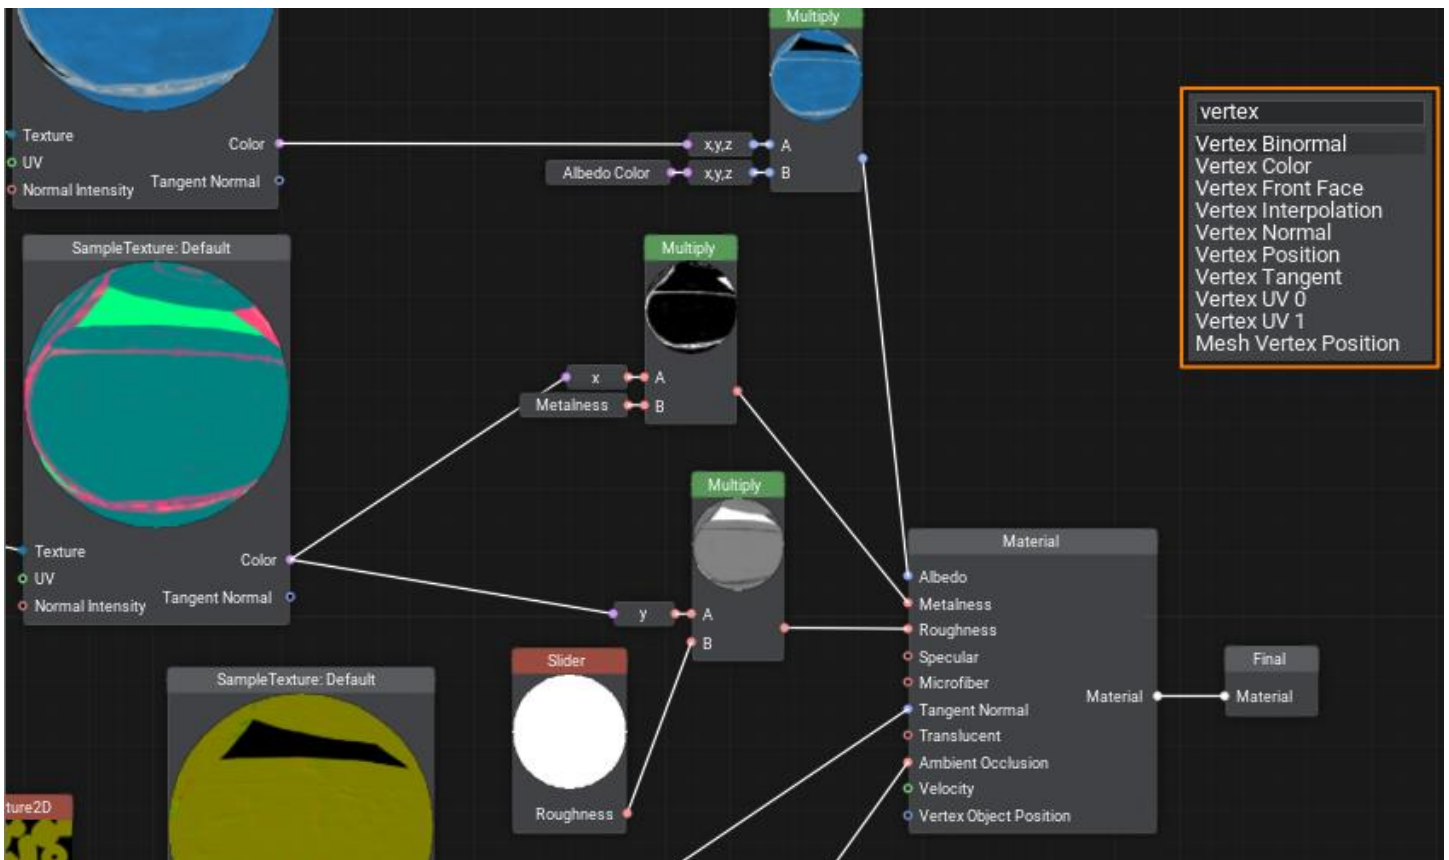 Multiply
Texture
UV
Normal Intensity
Color
Tangent Normal
x,y,z
A
Albedo Color
x,y,z
B
vertex
Vertex Binormal
Vertex Color
Vertex Front Face
Vertex Interpolation
Vertex Normal
Vertex Position
Vertex Tangent
Vertex UV 0
Vertex UV 1
Mesh Vertex Position
SampleTexture: Default
Texture
UV
Normal Intensity
Color
Tangent Normal
Multiply
x
A
Metalness
B
Multiply
y
A
B
Slider
Roughness
SampleTexture: Default
ture2D
Material
Albedo
Metalness
Roughness
Specular
Microfiber
Tangent Normal
Translucent
Ambient Occlusion
Velocity
Vertex Object Position
Material
Final
Material